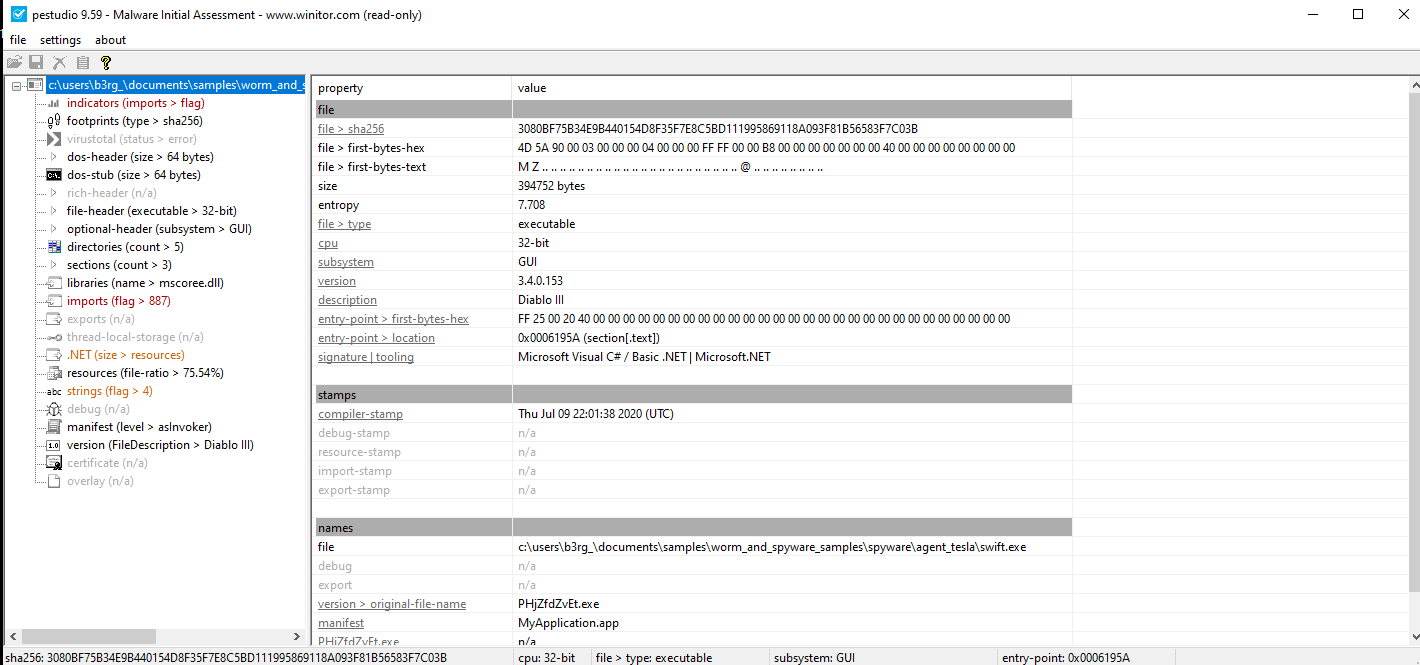 pestudio 9.59 - Malware Initial Assessment - www.winitor.com (read-only)
file settings about
c:\users\b3rg_\documents\samples\worm_and_s
indicators (imports > flag)
footprints (type > sha256)
virustotal (status > error)
dos-header (size > 64 bytes)
dos-stub (size > 64 bytes)
rich-header (n/a)
file-header (executable > 32-bit)
optional-header (subsystem > GUI)
directories (count > 5)
sections (count > 3)
libraries (name > mscoree.dll)
imports (flag > 887)
exports (n/a)
thread-local-storage (n/a)
.NET (size > resources)
resources (file-ratio > 75.54%)
abc strings (flag > 4)
debug (n/a)
manifest (level > asInvoker)
1.0 version (FileDescription > Diablo III)
certificate (n/a)
overlay (n/a)
property value
file
file > sha256 3080BF75B34E9B440154D8F35F7E8C5BD111995869118A093F81B56583F7C03B
file > first-bytes-hex 4D 5A 90 00 03 00 00 00 04 00 00 00 FF FF 00 00 B8 00 00 00 00 00 00 00 40 00 00 00 00 00 00 00
file > first-bytes-text M Z .. .. .. .. .. .. .. .. .. .. .. .. .. .. .. .. .. .. .. .. .. .. @ .. .. .. .. .. .. ..
size 394752 bytes
entropy 7.708
file > type executable
cpu 32-bit
subsystem GUI
version 3.4.0.153
description Diablo III
entry-point > first-bytes-hex FF 25 00 20 40 00 00 00 00 00 00 00 00 00 00 00 00 00 00 00 00 00 00 00 00 00 00 00 00 00 00 00
entry-point > location 0x0006195A (section[.text])
signature | tooling Microsoft Visual C# / Basic .NET | Microsoft.NET
stamps
compiler-stamp Thu Jul 09 22:01:38 2020 (UTC)
debug-stamp n/a
resource-stamp n/a
import-stamp n/a
export-stamp n/a
names
file c:\users\b3rg_\documents\samples\worm_and_spyware_samples\spyware\agent_tesla\swift.exe
debug n/a
export n/a
version > original-file-name PHjZfdZvEt.exe
manifest MyApplication.app
PHjZfdZvEt.exe n/a
sha256: 3080BF75B34E9B440154D8F35F7E8C5BD111995869118A093F81B56583F7C03B cpu: 32-bit file > type: executable subsystem: GUI entry-point: 0x0006195A